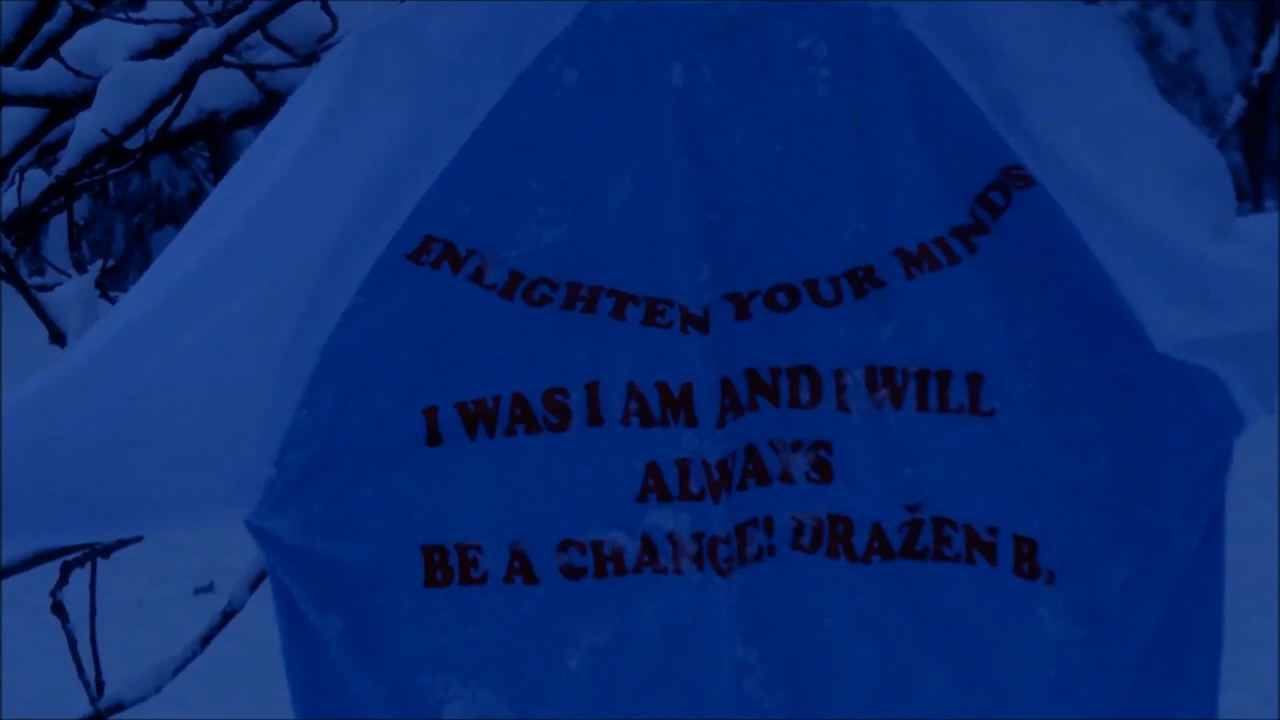 ENLIGHTEN YOUR MINDS
I WAS I AM AND I WILL
ALWAYS
BE A CHANGE! DRAŽEN B.